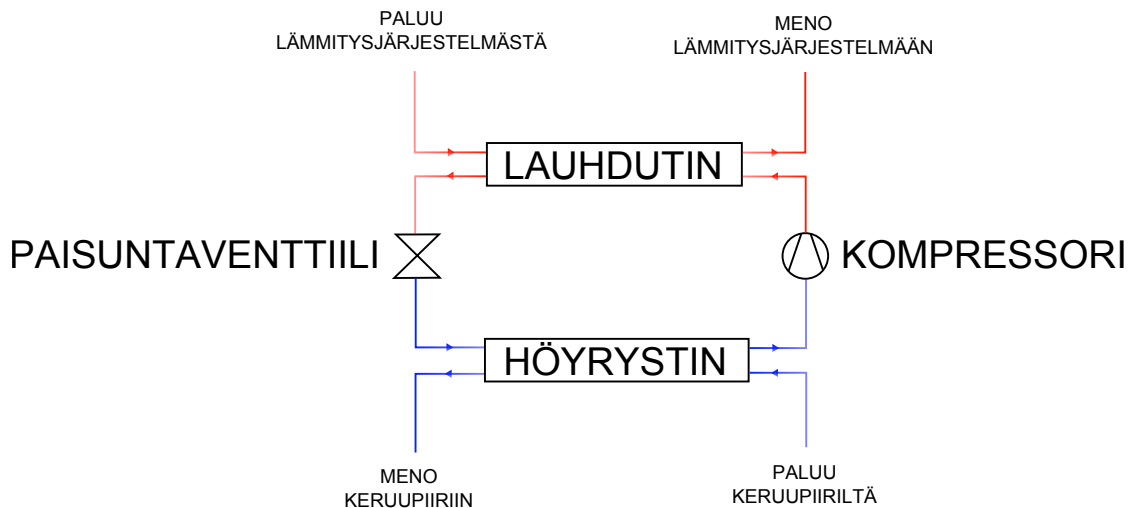 PALUU
LÄMMITYSJÄRJESTELMÄSTÄ
MENO
LÄMMITYSJÄRJESTELMÄÄN
LAUHDUTIN
PAISUNTAVENTTIILI
KOMPRESSORI
HÖYRYSTIN
MENO
KERUUPIIRIIN
PALUU
KERUUPIIRILTÄ